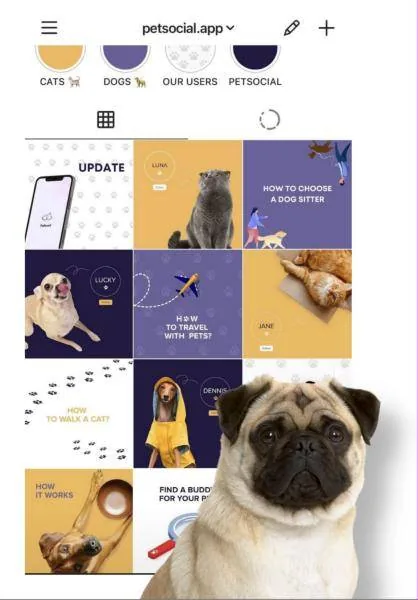 petsocial.app
CATS
DOGS
OUR USERS
PETSOCIAL
UPDATE
LUNA
HOW TO CHOOSE
A DOG SITTER
LUCKY
HOW
TO TRAVEL
WITH PETS?
JANE
HOW
TO WALK A CAT?
DENNIS
HOW
IT WORKS
FIND A BUDD
FOR YOUR P